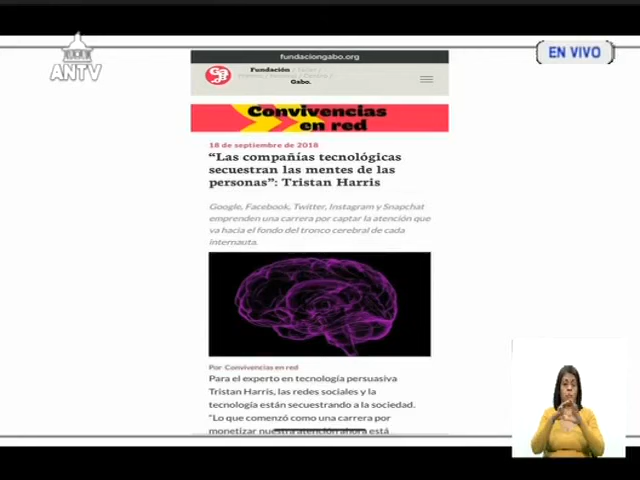 ANTV
EN VIVO
fundaciongabo.org
Fundación
Gabo.
Convivencias
en red
18 de septiembre de 2018
“Las compañías tecnológicas
secuestran las mentes de las
personas”: Tristan Harris
Google, Facebook, Twitter, Instagram y Snapchat
emprenden una carrera por captar la atención que
va hacia el fondo del tronco cerebral de cada
internauta.
Por Convivencias en red
Para el experto en tecnología persuasiva
Tristan Harris, las redes sociales y la
tecnología están secuestrando a la sociedad.
“Lo que comenzó como una carrera por
monetizar nuestra atención ahora está